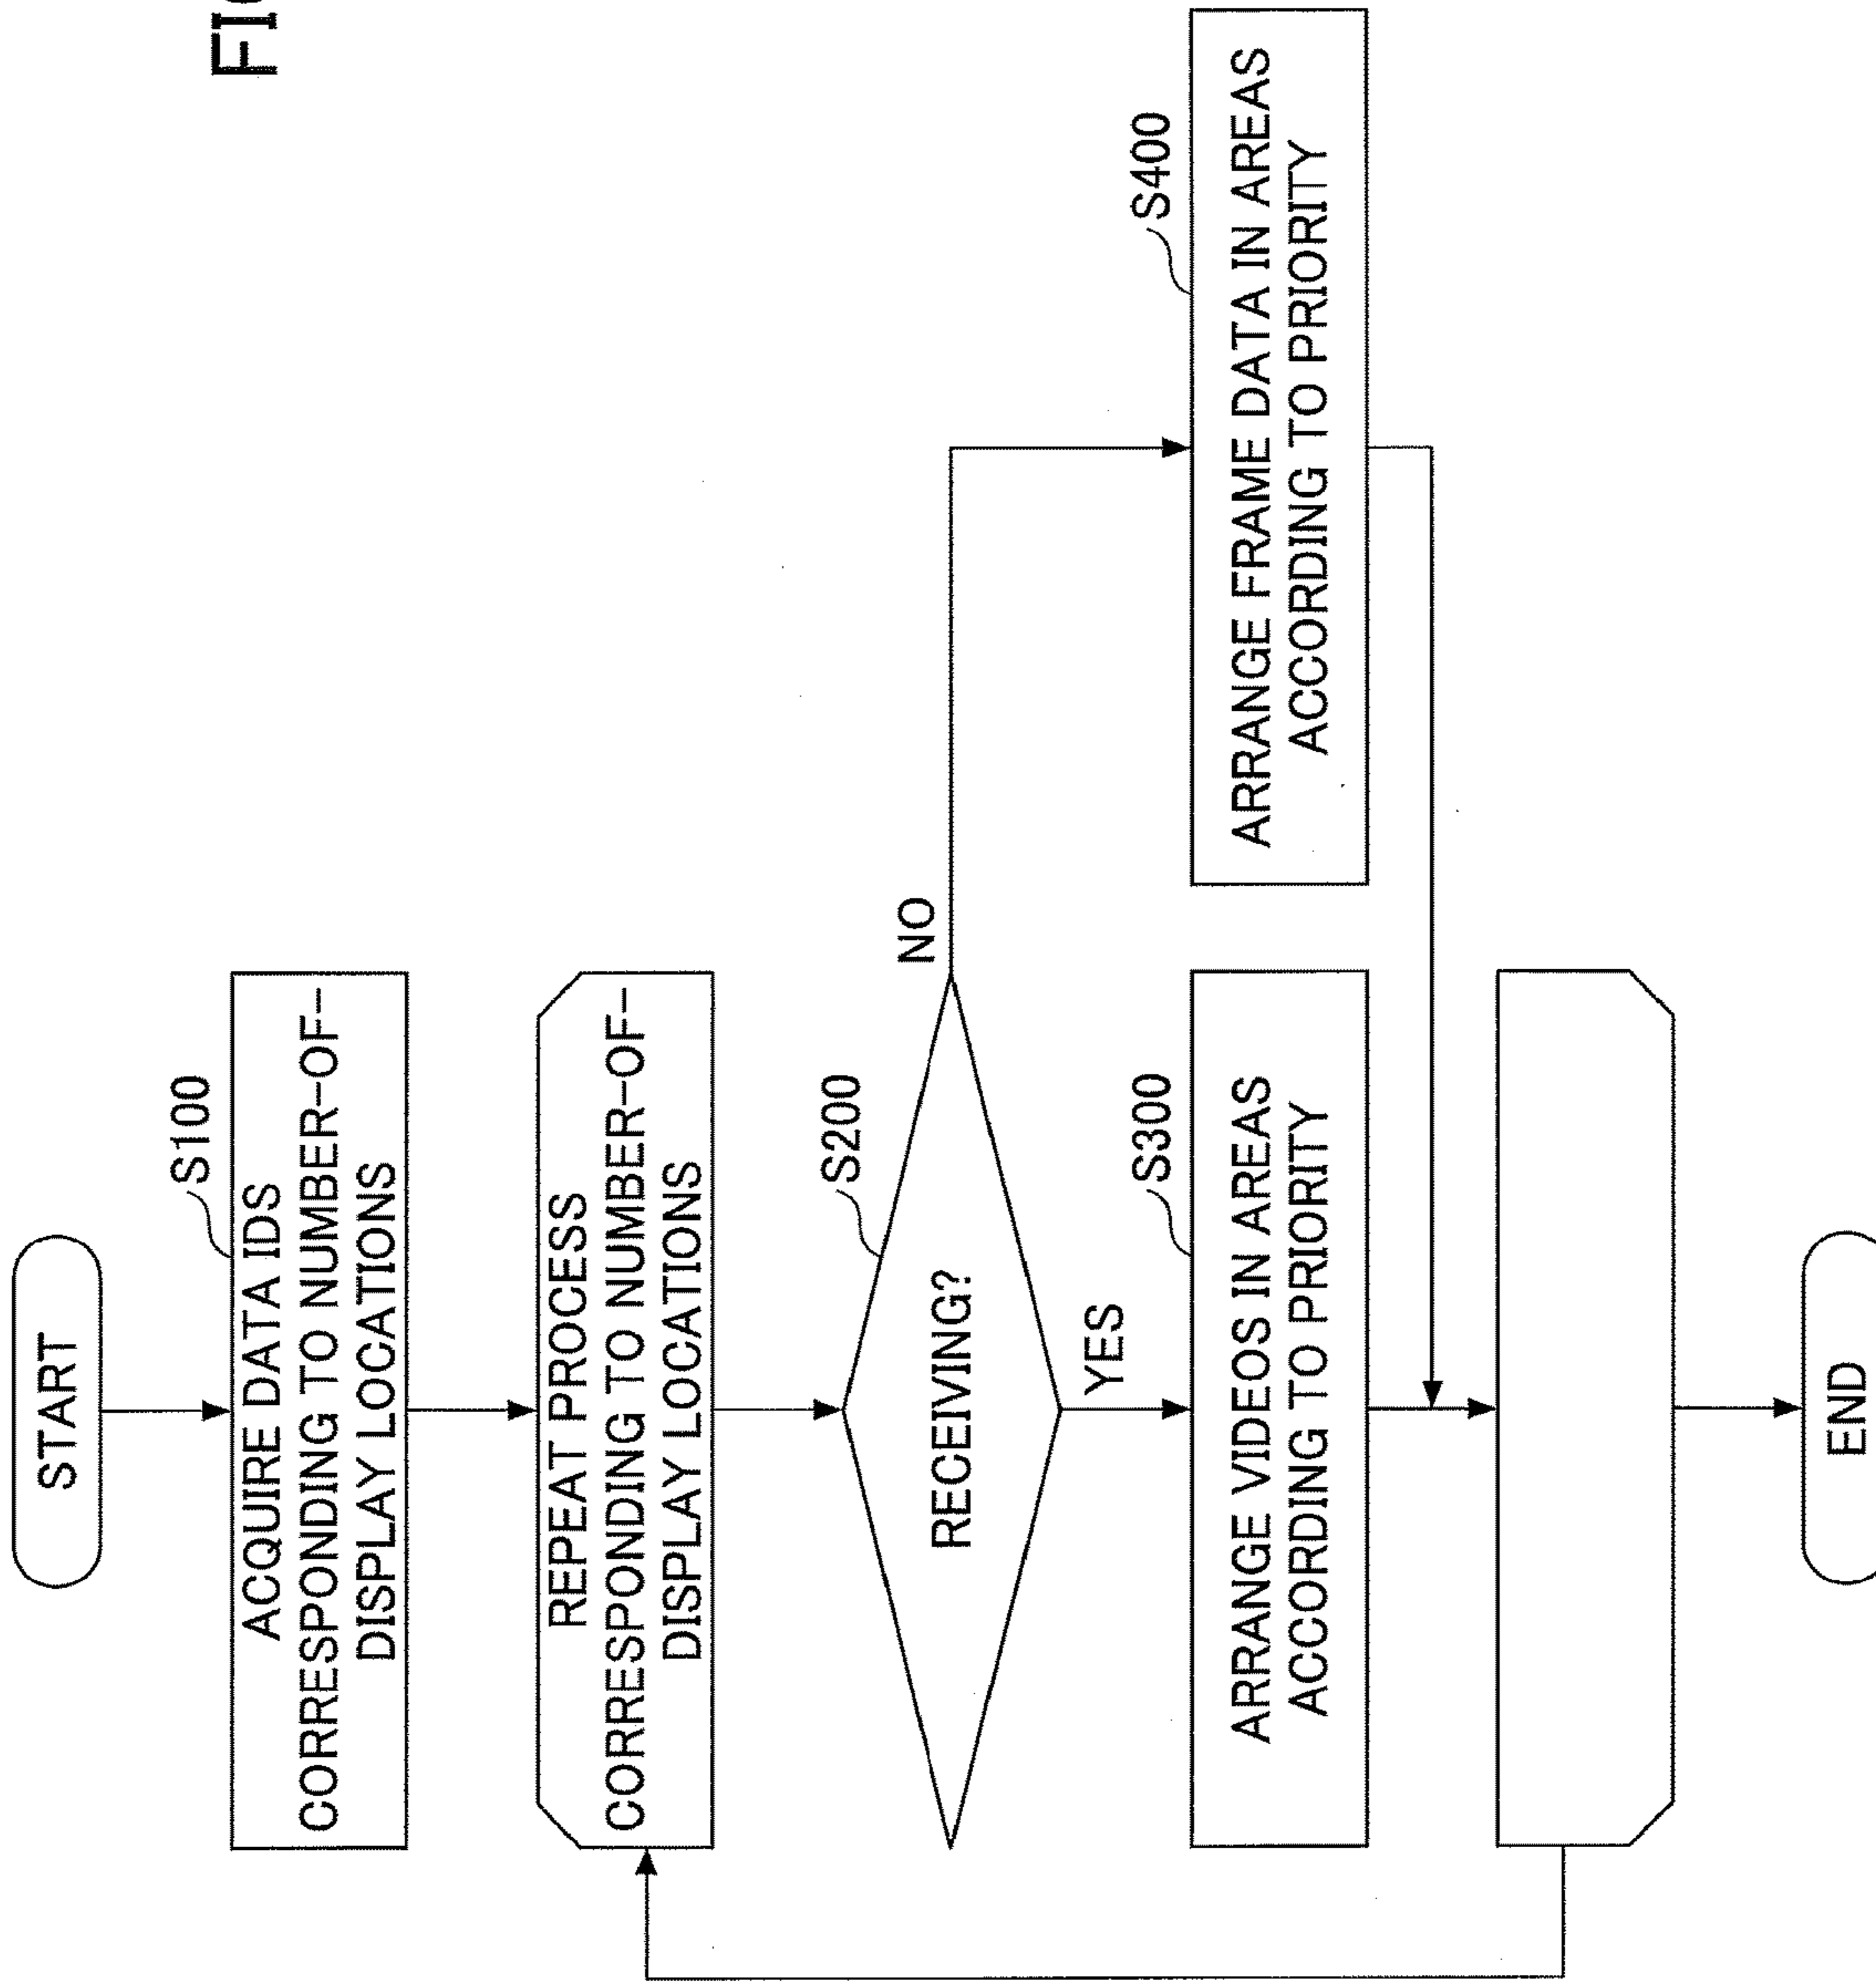 FIG
START
S100
ACQUIRE DATA IDS
CORRESPONDING TO NUMBER-OF-
DISPLAY LOCATIONS
REPEAT PROCESS
CORRESPONDING TO NUMBER-OF-
DISPLAY LOCATIONS
S200
RECEIVING?
NO
YES
S300
ARRANGE VIDEOS IN AREAS
ACCORDING TO PRIORITY
S400
ARRANGE FRAME DATA IN AREAS
ACCORDING TO PRIORITY
END